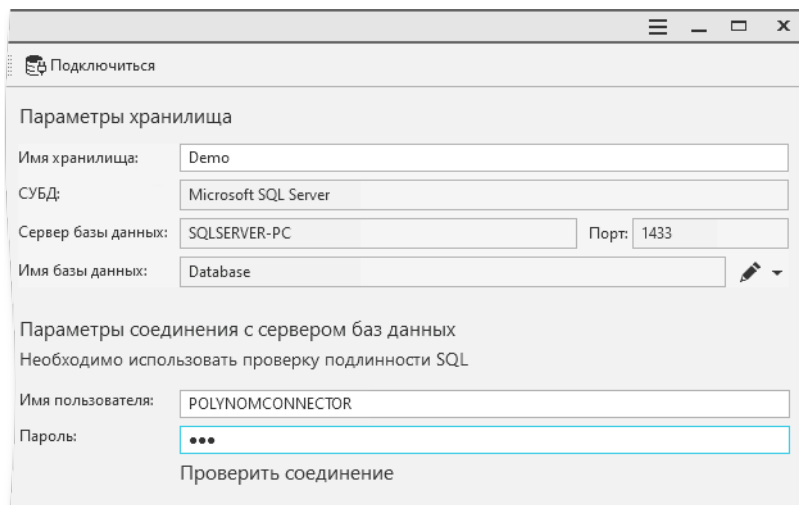 Подключиться
Параметры хранилища
Имя хранилища: Demo
СУБД: Microsoft SQL Server
Сервер базы данных: SQLSERVER-PC Порт: 1433
Имя базы данных: Database
Параметры соединения с сервером баз данных
Необходимо использовать проверку подлинности SQL
Имя пользователя: POLYNOMCONNECTOR
Пароль: •••
Проверить соединение